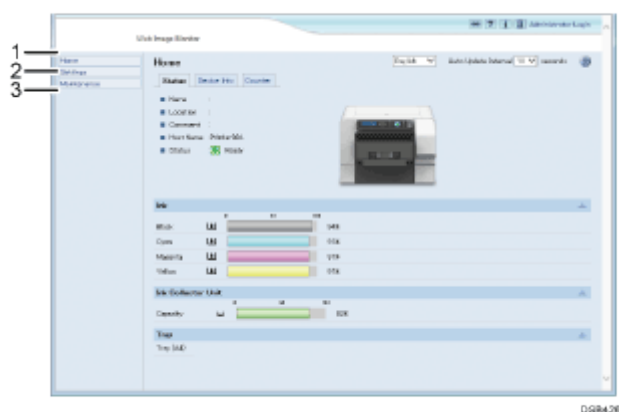 Administrator Login
Web Image Monitor
1
2
3
Home
Settings
Maintenance
Home
English
Auto Update Interval: 15 seconds
Status
Device Info
Counter
Name :
Location :
Comment :
Host Name
Status Ready
Ink
Black
Cyan
Magenta
Yellow
Ink Collector Unit
Capacity
Tray